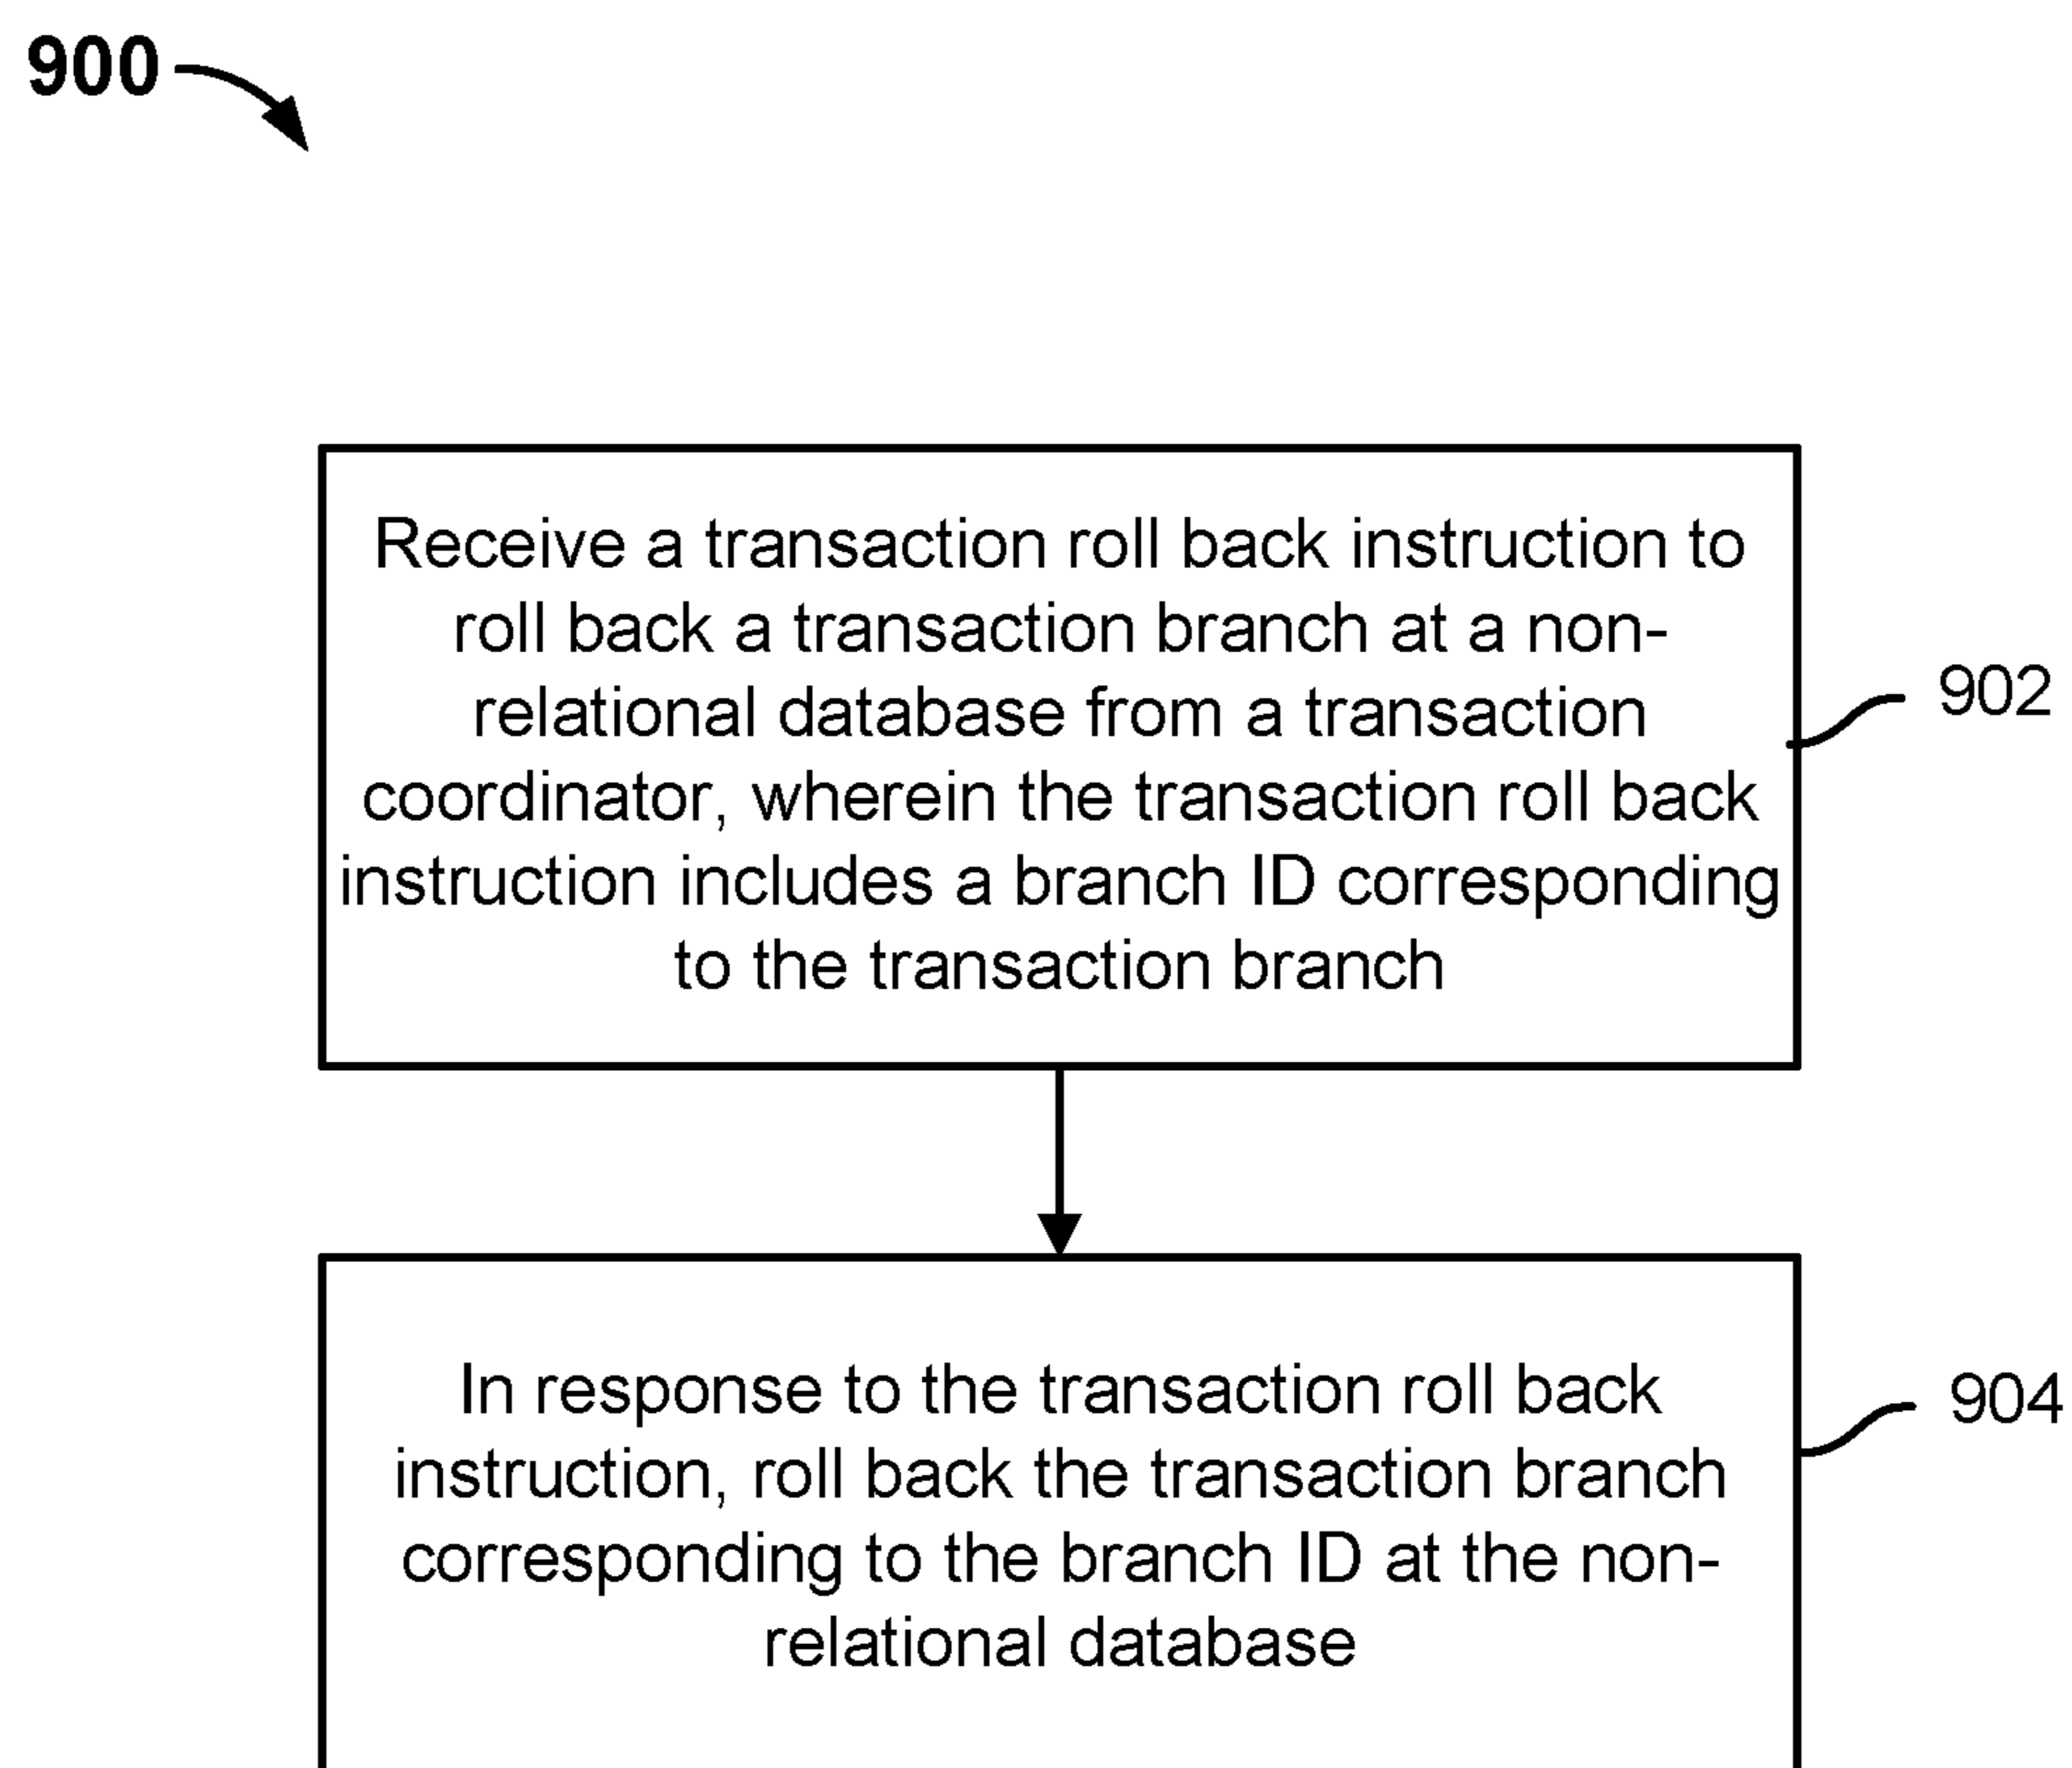 900
Receive a transaction roll back instruction to
roll back a transaction branch at a non-
relational database from a transaction
coordinator, wherein the transaction roll back
instruction includes a branch ID corresponding
to the transaction branch
902
In response to the transaction roll back
instruction, roll back the transaction branch
corresponding to the branch ID at the non-
relational database
904